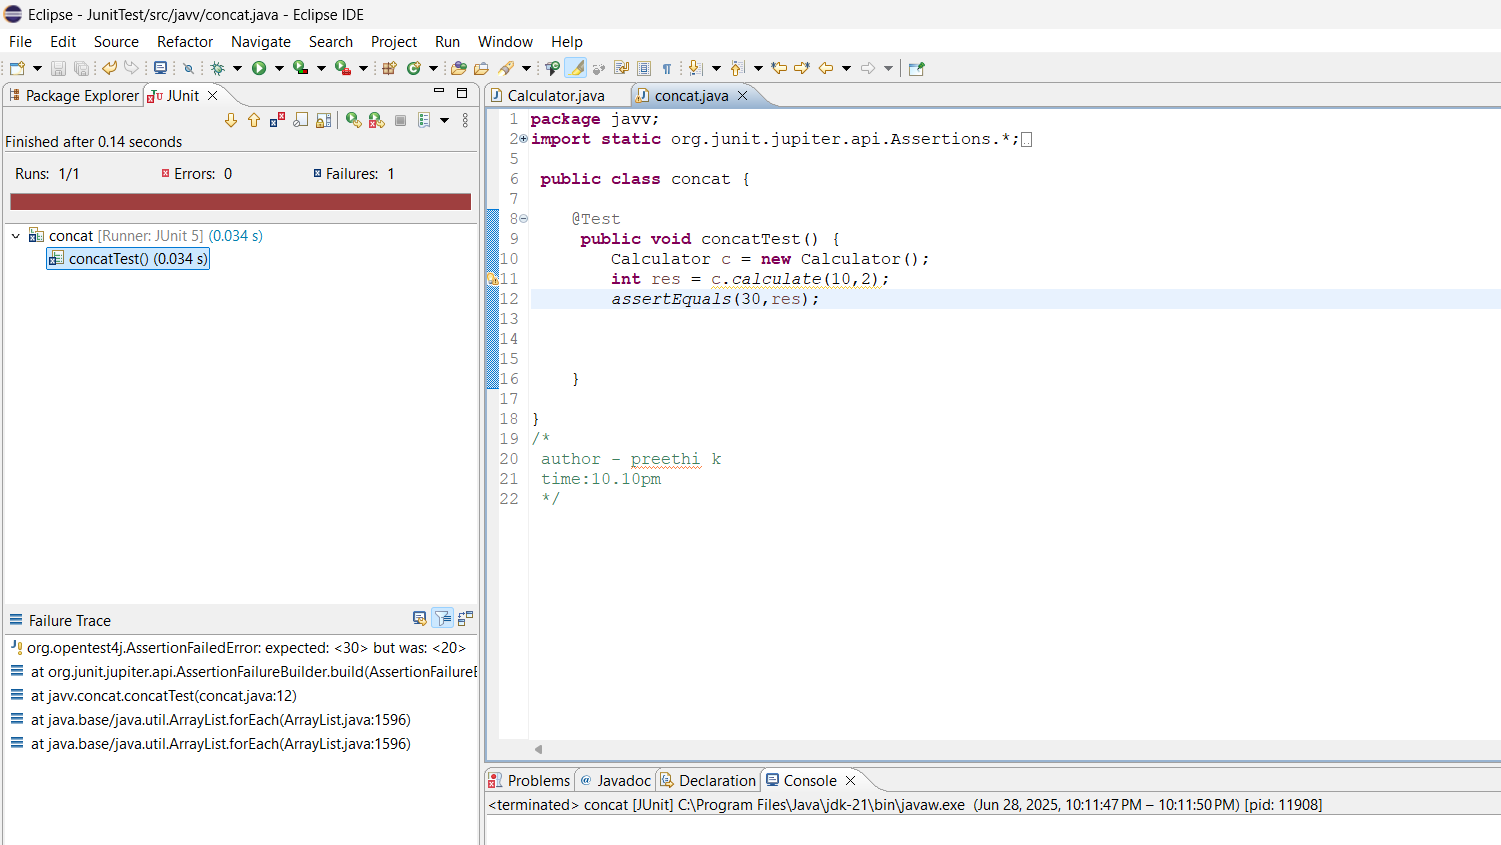 Eclipse - JunitTest/src/javv/concat.java - Eclipse IDE
File Edit Source Refactor Navigate Search Project Run Window Help
Package Explorer JUnit
Finished after 0.14 seconds
Runs: 1/1 Errors: 0 Failures: 1
concat [Runner: JUnit 5] (0.034 s)
concatTest() (0.034 s)
Failure Trace
org.opentest4j.AssertionFailedError: expected: <30> but was: <20>
at org.junit.jupiter.api.AssertionFailureBuilder.build(AssertionFailureB
at javv.concat.concatTest(concat.java:12)
at java.base/java.util.ArrayList.forEach(ArrayList.java:1596)
at java.base/java.util.ArrayList.forEach(ArrayList.java:1596)
Calculator.java concat.java
1 package javv;
2 import static org.junit.jupiter.api.Assertions.*;
5
6 public class concat {
7
8 @Test
9 public void concatTest() {
10 Calculator c = new Calculator();
11 int res = c.calculate(10,2);
12 assertEquals(30,res);
13
14
15
16 }
17
18 }
19 /*
20 author - preethi k
21 time:10.10pm
22 */
Problems Javadoc Declaration Console
<terminated> concat [JUnit] C:\Program Files\Java\jdk-21\bin\javaw.exe (Jun 28, 2025, 10:11:47 PM – 10:11:50 PM) [pid: 11908]